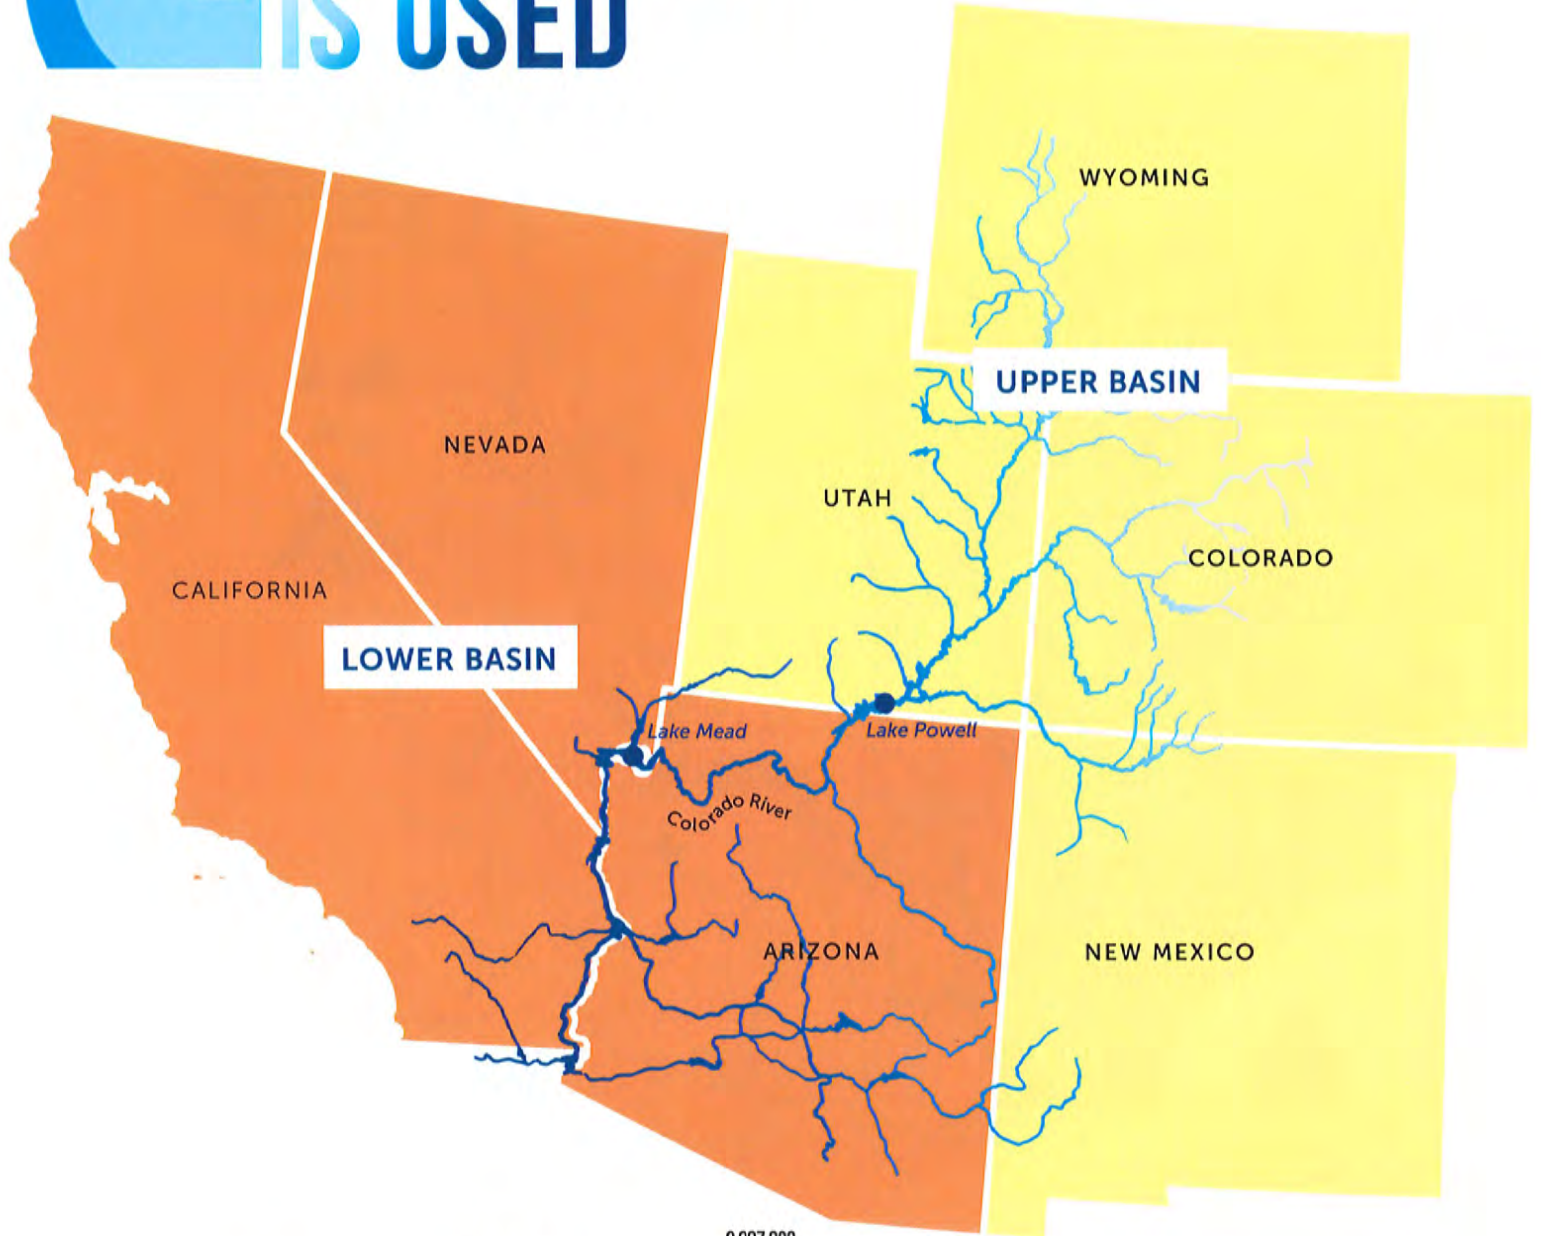 IS USED
WYOMING
UPPER BASIN
NEVADA
UTAH
COLORADO
CALIFORNIA
LOWER BASIN
Lake Mead
Lake Powell
Colorado River
ARIZONA
NEW MEXICO